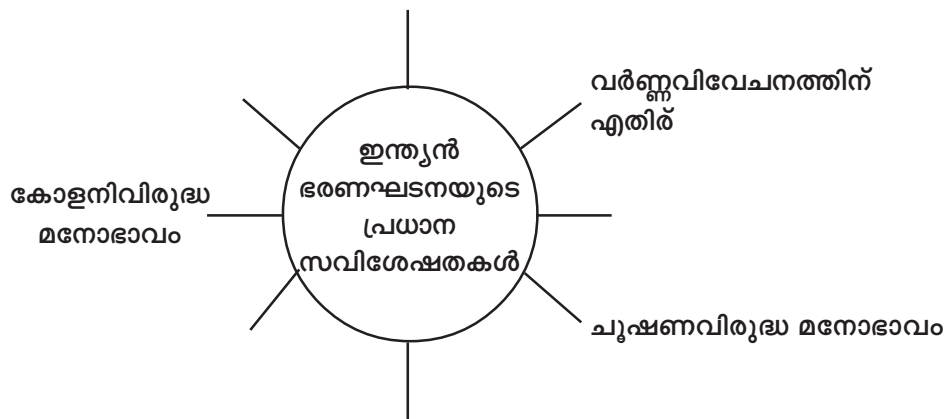 വർണ്ണവിവേചനത്തിന്
എതിര്
ഇന്ത്യൻ
ഭരണഘടനയുടെ
പ്രധാന
സവിശേഷതകൾ
കോളനിവിരുദ്ധ
മനോഭാവം
ചൂഷണവിരുദ്ധ മനോഭാവം